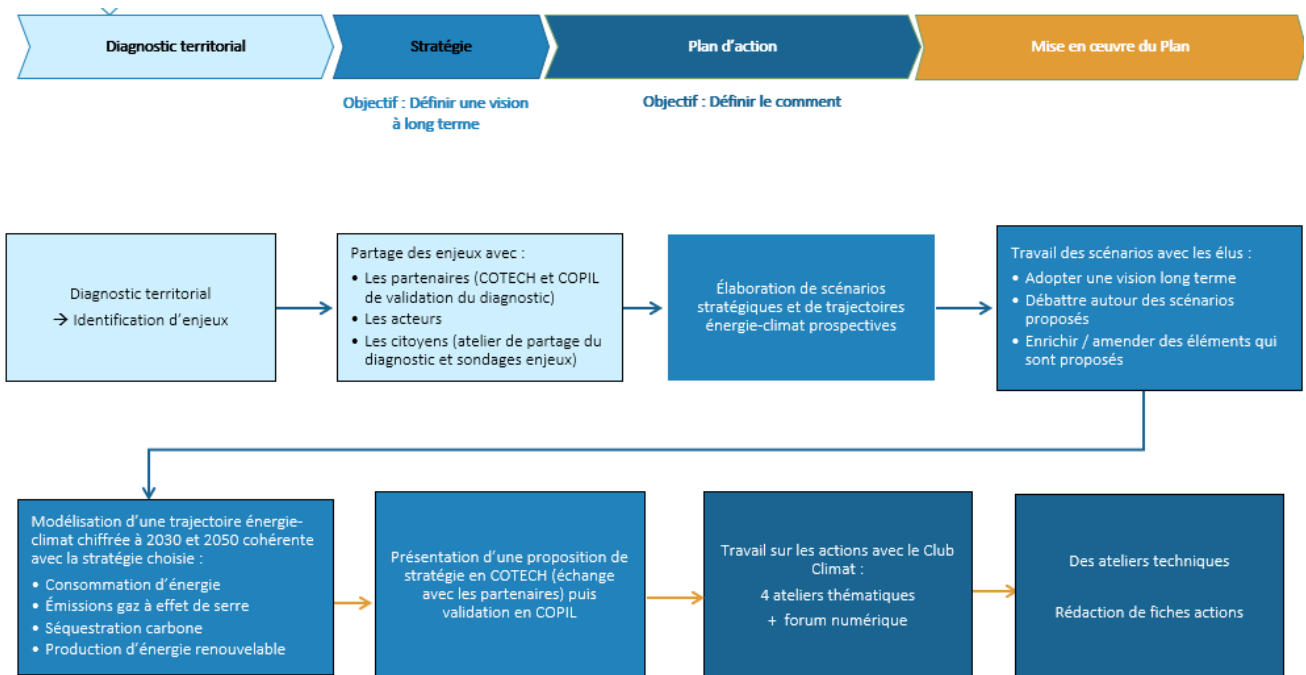 Diagnostic territorial
Stratégie
Plan d'action
Mise en œuvre du Plan
Objectif : Définir une vision
à long terme
Objectif : Définir le comment
Diagnostic territorial
→ Identification d'enjeux
Partage des enjeux avec :
• Les partenaires (COTECH et COPIL
de validation du diagnostic)
• Les acteurs
• Les citoyens (atelier de partage du
diagnostic et sondages enjeux)
Élaboration de scénarios
stratégiques et de trajectoires
énergie-climat prospectives
Travail des scénarios avec les élus :
• Adopter une vision long terme
• Débattre autour des scénarios
proposés
• Enrichir / amender des éléments qui
sont proposés
Modélisation d'une trajectoire énergie-
climat chiffrée à 2030 et 2050 cohérente
avec la stratégie choisie :
• Consommation d'énergie
• Émissions gaz à effet de serre
• Séquestration carbone
• Production d'énergie renouvelable
Présentation d'une proposition de
stratégie en COTECH (échange
avec les partenaires) puis
validation en COPIL
Travail sur les actions avec le Club
Climat :
4 ateliers thématiques
+ forum numérique
Des ateliers techniques
Rédaction de fiches actions